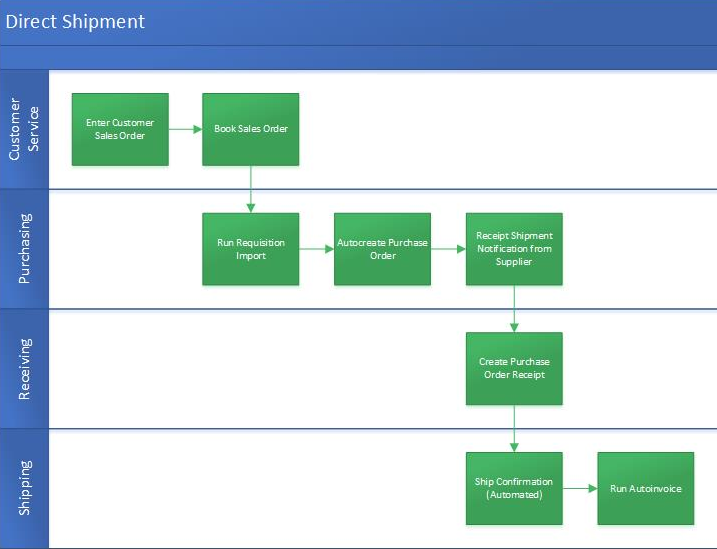 Direct Shipment
Customer
Service
Enter Customer
Sales Order
Book Sales Order
Purchasing
Run Requisition
Import
Autocreate Purchase
Order
Receipt Shipment
Notification from
Supplier
Receiving
Create Purchase
Order Receipt
Shipping
Ship Confirmation
(Automated)
Run Autoinvoice